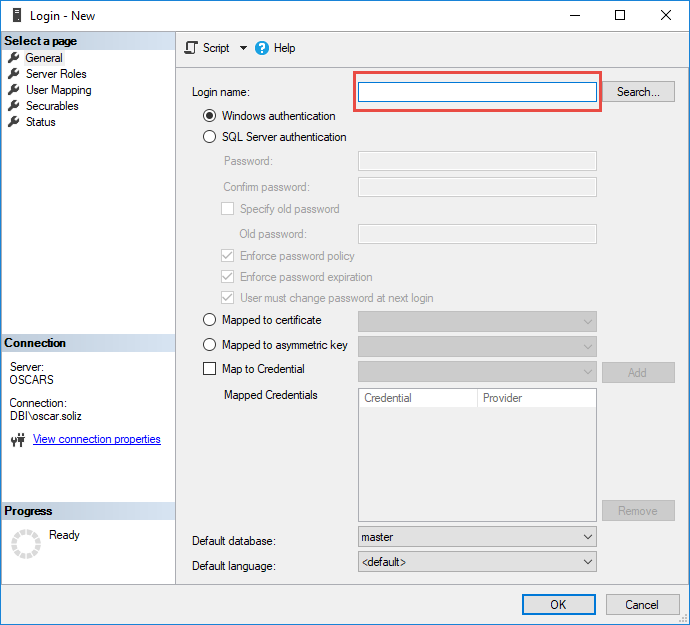 Login - New
Select a page
General
Server Roles
User Mapping
Securables
Status
Connection
Server:
OSCARS
Connection:
DBI\oscar.soliz
View connection properties
Progress
Ready
Script
Help
Login name:
Search...
Windows authentication
SQL Server authentication
Password:
Confirm password:
Specify old password
Old password:
Enforce password policy
Enforce password expiration
User must change password at next login
Mapped to certificate
Mapped to asymmetric key
Map to Credential
Add
Mapped Credentials
Credential Provider
Remove
Default database: master
Default language: <default>
OK Cancel